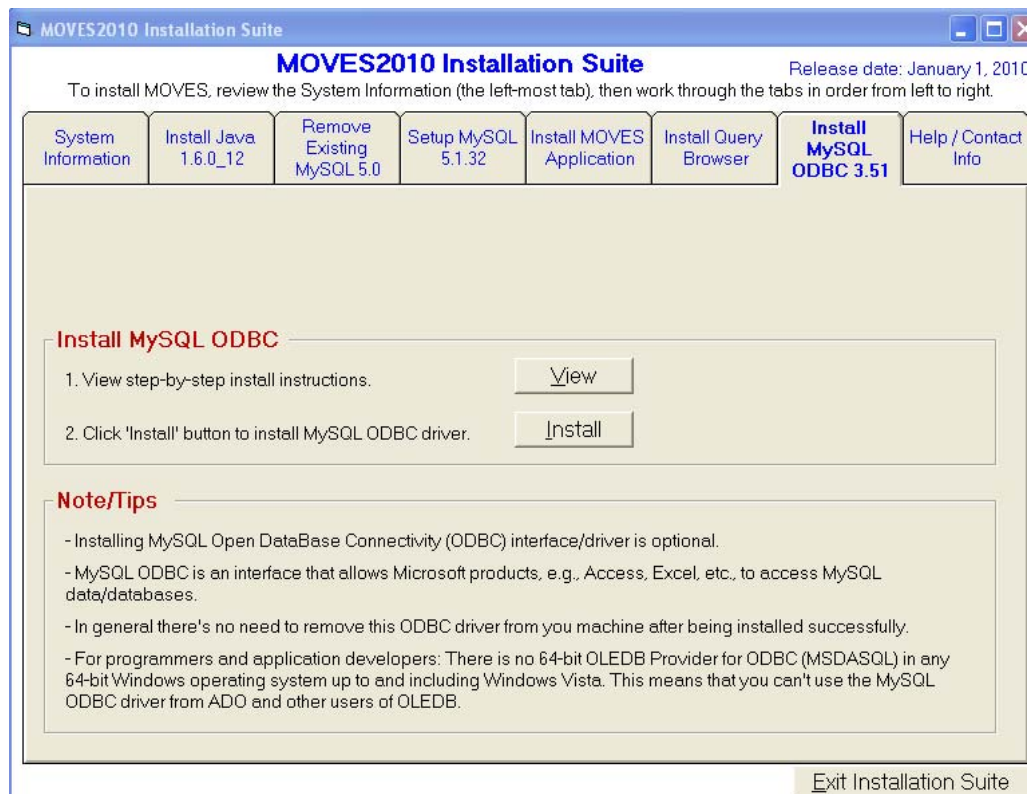 MOVES2010 Installation Suite
MOVES2010 Installation Suite
Release date: January 1, 2010
To install MOVES, review the System Information (the left-most tab), then work through the tabs in order from left to right.
System
Information
Install Java
1.6.0_12
Remove
Existing
MySQL 5.0
Setup MySQL
5.1.32
Install MOVES
Application
Install Query
Browser
Install
MySQL
ODBC 3.51
Help / Contact
Info
Install MySQL ODBC
1. View step-by-step install instructions.
View
2. Click 'Install' button to install MySQL ODBC driver.
Install
Note/Tips
- Installing MySQL Open DataBase Connectivity (ODBC) interface/driver is optional.
- MySQL ODBC is an interface that allows Microsoft products, e.g., Access, Excel, etc., to access MySQL
data/databases.
- In general there's no need to remove this ODBC driver from you machine after being installed successfully.
- For programmers and application developers: There is no 64-bit OLEDB Provider for ODBC (MSDASQL) in any
64-bit Windows operating system up to and including Windows Vista. This means that you can't use the MySQL
ODBC driver from ADO and other users of OLEDB.
Exit Installation Suite